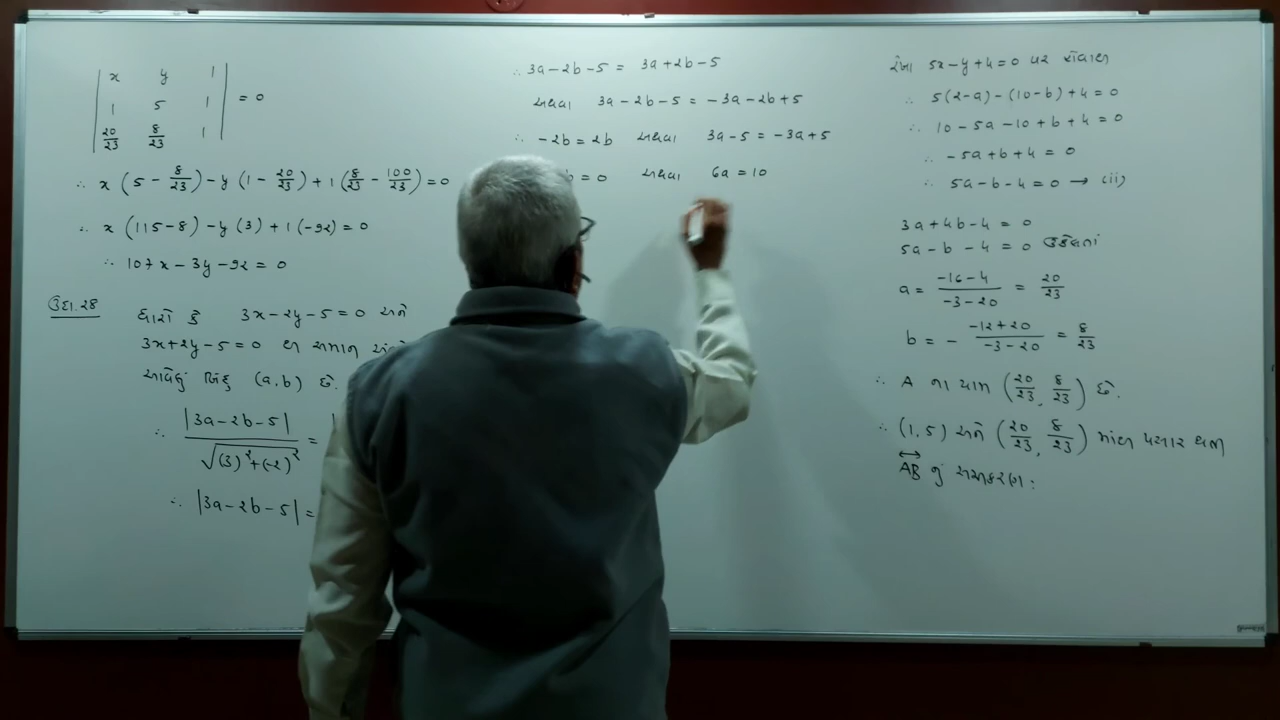 | x y 1 |
| 1 5 1 | = 0
| 20/23 8/23 1 |
∴ x (5 - 8/23) - y (1 - 20/23) + 1 (8/23 - 100/23) = 0
∴ x (115 - 8) - y (3) + 1 (-92) = 0
∴ 107x - 3y - 92 = 0
ઉદા.૨૪
ધારો કે 3x - 2y - 5 = 0 અને
3x + 2y - 5 = 0 થી સમાન
આવેલું બિંદુ (a, b) છે.
∴ |3a - 2b - 5| / √(3)² + (-2)² =
∴ |3a - 2b - 5| =
∴ 3a - 2b - 5 = 3a + 2b - 5
અથવા 3a - 2b - 5 = -3a - 2b + 5
∴ -2b = 2b અથવા 3a - 5 = -3a + 5
b = 0 અથવા 6a = 10
રેખા 5x - y + 4 = 0 પર હોવાથી
∴ 5(2-a) - (10-b) + 4 = 0
∴ 10 - 5a - 10 + b + 4 = 0
∴ -5a + b + 4 = 0
∴ 5a - b - 4 = 0 → (ii)
3a + 4b - 4 = 0
5a - b - 4 = 0 ઉકેલતાં
a = -16-4 / -3-20 = 20/23
b = - -12+20 / -3-20 = 8/23
∴ A ના યામ (20/23, 8/23) છે.
∴ (1, 5) અને (20/23, 8/23) માંથી પસાર થતી
↔AB નું સમીકરણ :